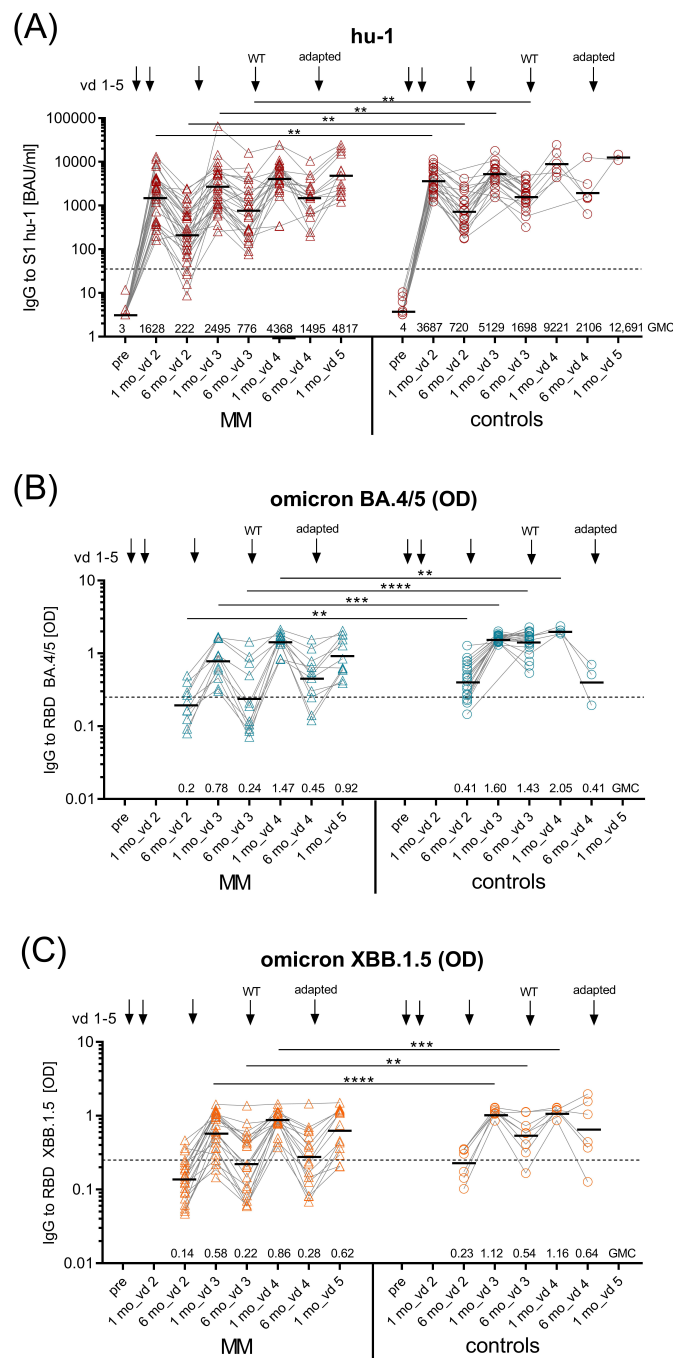 (A)
hu-1
WT adapted WT adapted
vd 1-5
** 
**
**
**
100000
10000
1000
100
10
1
IgG to S1 hu-1 [BAU/ml]
3 1628 222 2495 776 4368 1495 4817 4 3687 720 5129 1698 9221 2106 12,691 GMC
pre 1 mo_vd 2 6 mo_vd 2 1 mo_vd 3 6 mo_vd 3 1 mo_vd 4 6 mo_vd 4 1 mo_vd 5 pre 1 mo_vd 2 6 mo_vd 2 1 mo_vd 3 6 mo_vd 3 1 mo_vd 4 6 mo_vd 4 1 mo_vd 5
MM controls
(B)
omicron BA.4/5 (OD)
WT adapted WT adapted
vd 1-5
**
****
***
**
10
1
0.1
0.01
IgG to RBD BA.4/5 [OD]
0.2 0.78 0.24 1.47 0.45 0.92 0.41 1.60 1.43 2.05 0.41 GMC
pre 1 mo_vd 2 6 mo_vd 2 1 mo_vd 3 6 mo_vd 3 1 mo_vd 4 6 mo_vd 4 1 mo_vd 5 pre 1 mo_vd 2 6 mo_vd 2 1 mo_vd 3 6 mo_vd 3 1 mo_vd 4 6 mo_vd 4 1 mo_vd 5
MM controls
(C)
omicron XBB.1.5 (OD)
WT adapted WT adapted
vd 1-5
***
**
****
10
1
0.1
0.01
IgG to RBD XBB.1.5 [OD]
0.14 0.58 0.22 0.86 0.28 0.62 0.23 1.12 0.54 1.16 0.64 GMC
pre 1 mo_vd 2 6 mo_vd 2 1 mo_vd 3 6 mo_vd 3 1 mo_vd 4 6 mo_vd 4 1 mo_vd 5 pre 1 mo_vd 2 6 mo_vd 2 1 mo_vd 3 6 mo_vd 3 1 mo_vd 4 6 mo_vd 4 1 mo_vd 5
MM controls